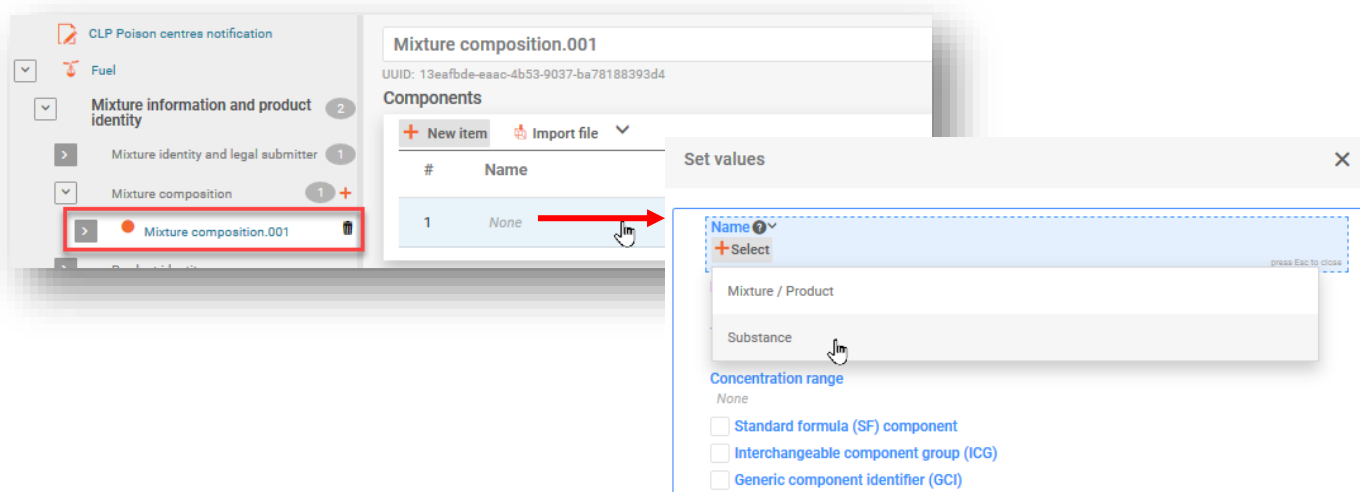 CLP Poison centres notification
Fuel
Mixture information and product
identity
2
Mixture identity and legal submitter 1
Mixture composition 1 +
Mixture composition.001
Mixture composition.001
UUID: 13eafbde-eaac-4b53-9037-ba78188393d4
Components
+ New item Import file
# Name
1 None
Set values
Name
+Select
press Esc to close
Mixture / Product
Substance
Concentration range
None
Standard formula (SF) component
Interchangeable component group (ICG)
Generic component identifier (GCI)